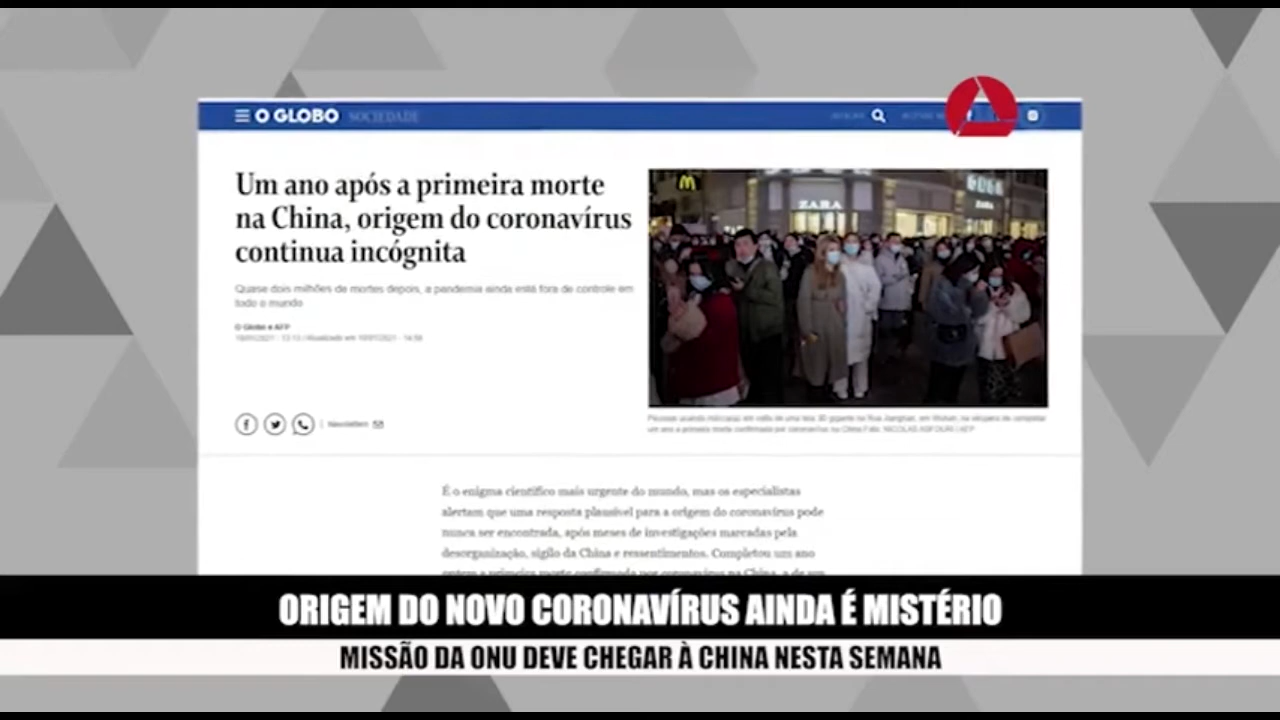 O GLOBO SOCIEDADE
Um ano após a primeira morte
na China, origem do coronavírus
continua incógnita
Quase dois milhões de mortes depois, a pandemia ainda está fora de controle em
todo o mundo
O Globo e AFP
Newsletters
ZARA
É o enigma científico mais urgente do mundo, mas os especialistas
alertam que uma resposta plausível para a origem do coronavírus pode
nunca ser encontrada, após meses de investigações marcadas pela
desorganização, sigilo da China e ressentimentos. Completou um ano
ORIGEM DO NOVO CORONAVÍRUS AINDA É MISTÉRIO
MISSÃO DA ONU DEVE CHEGAR À CHINA NESTA SEMANA